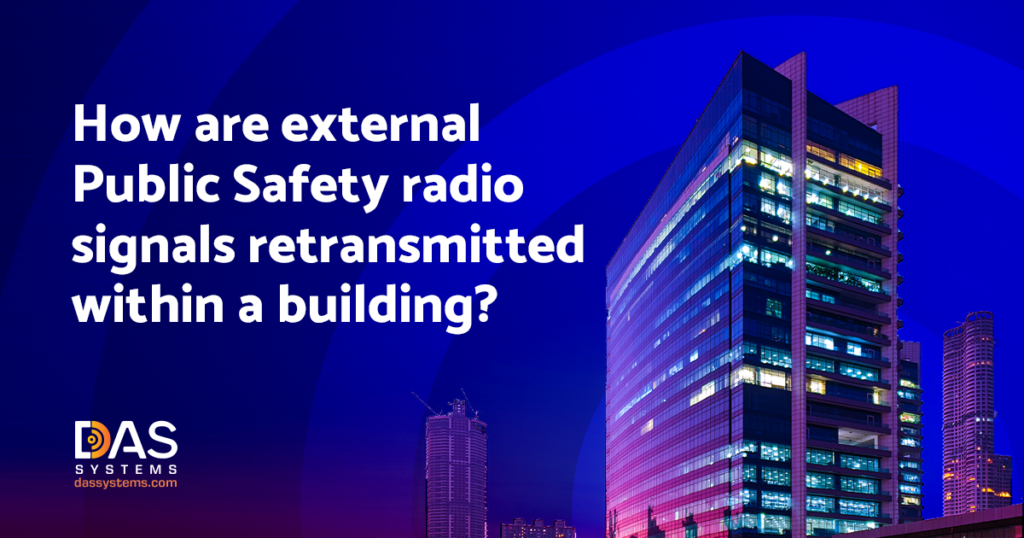 How are external
Public Safety radio
signals retransmitted
within a building?
DAS
SYSTEMS
dassystems.com